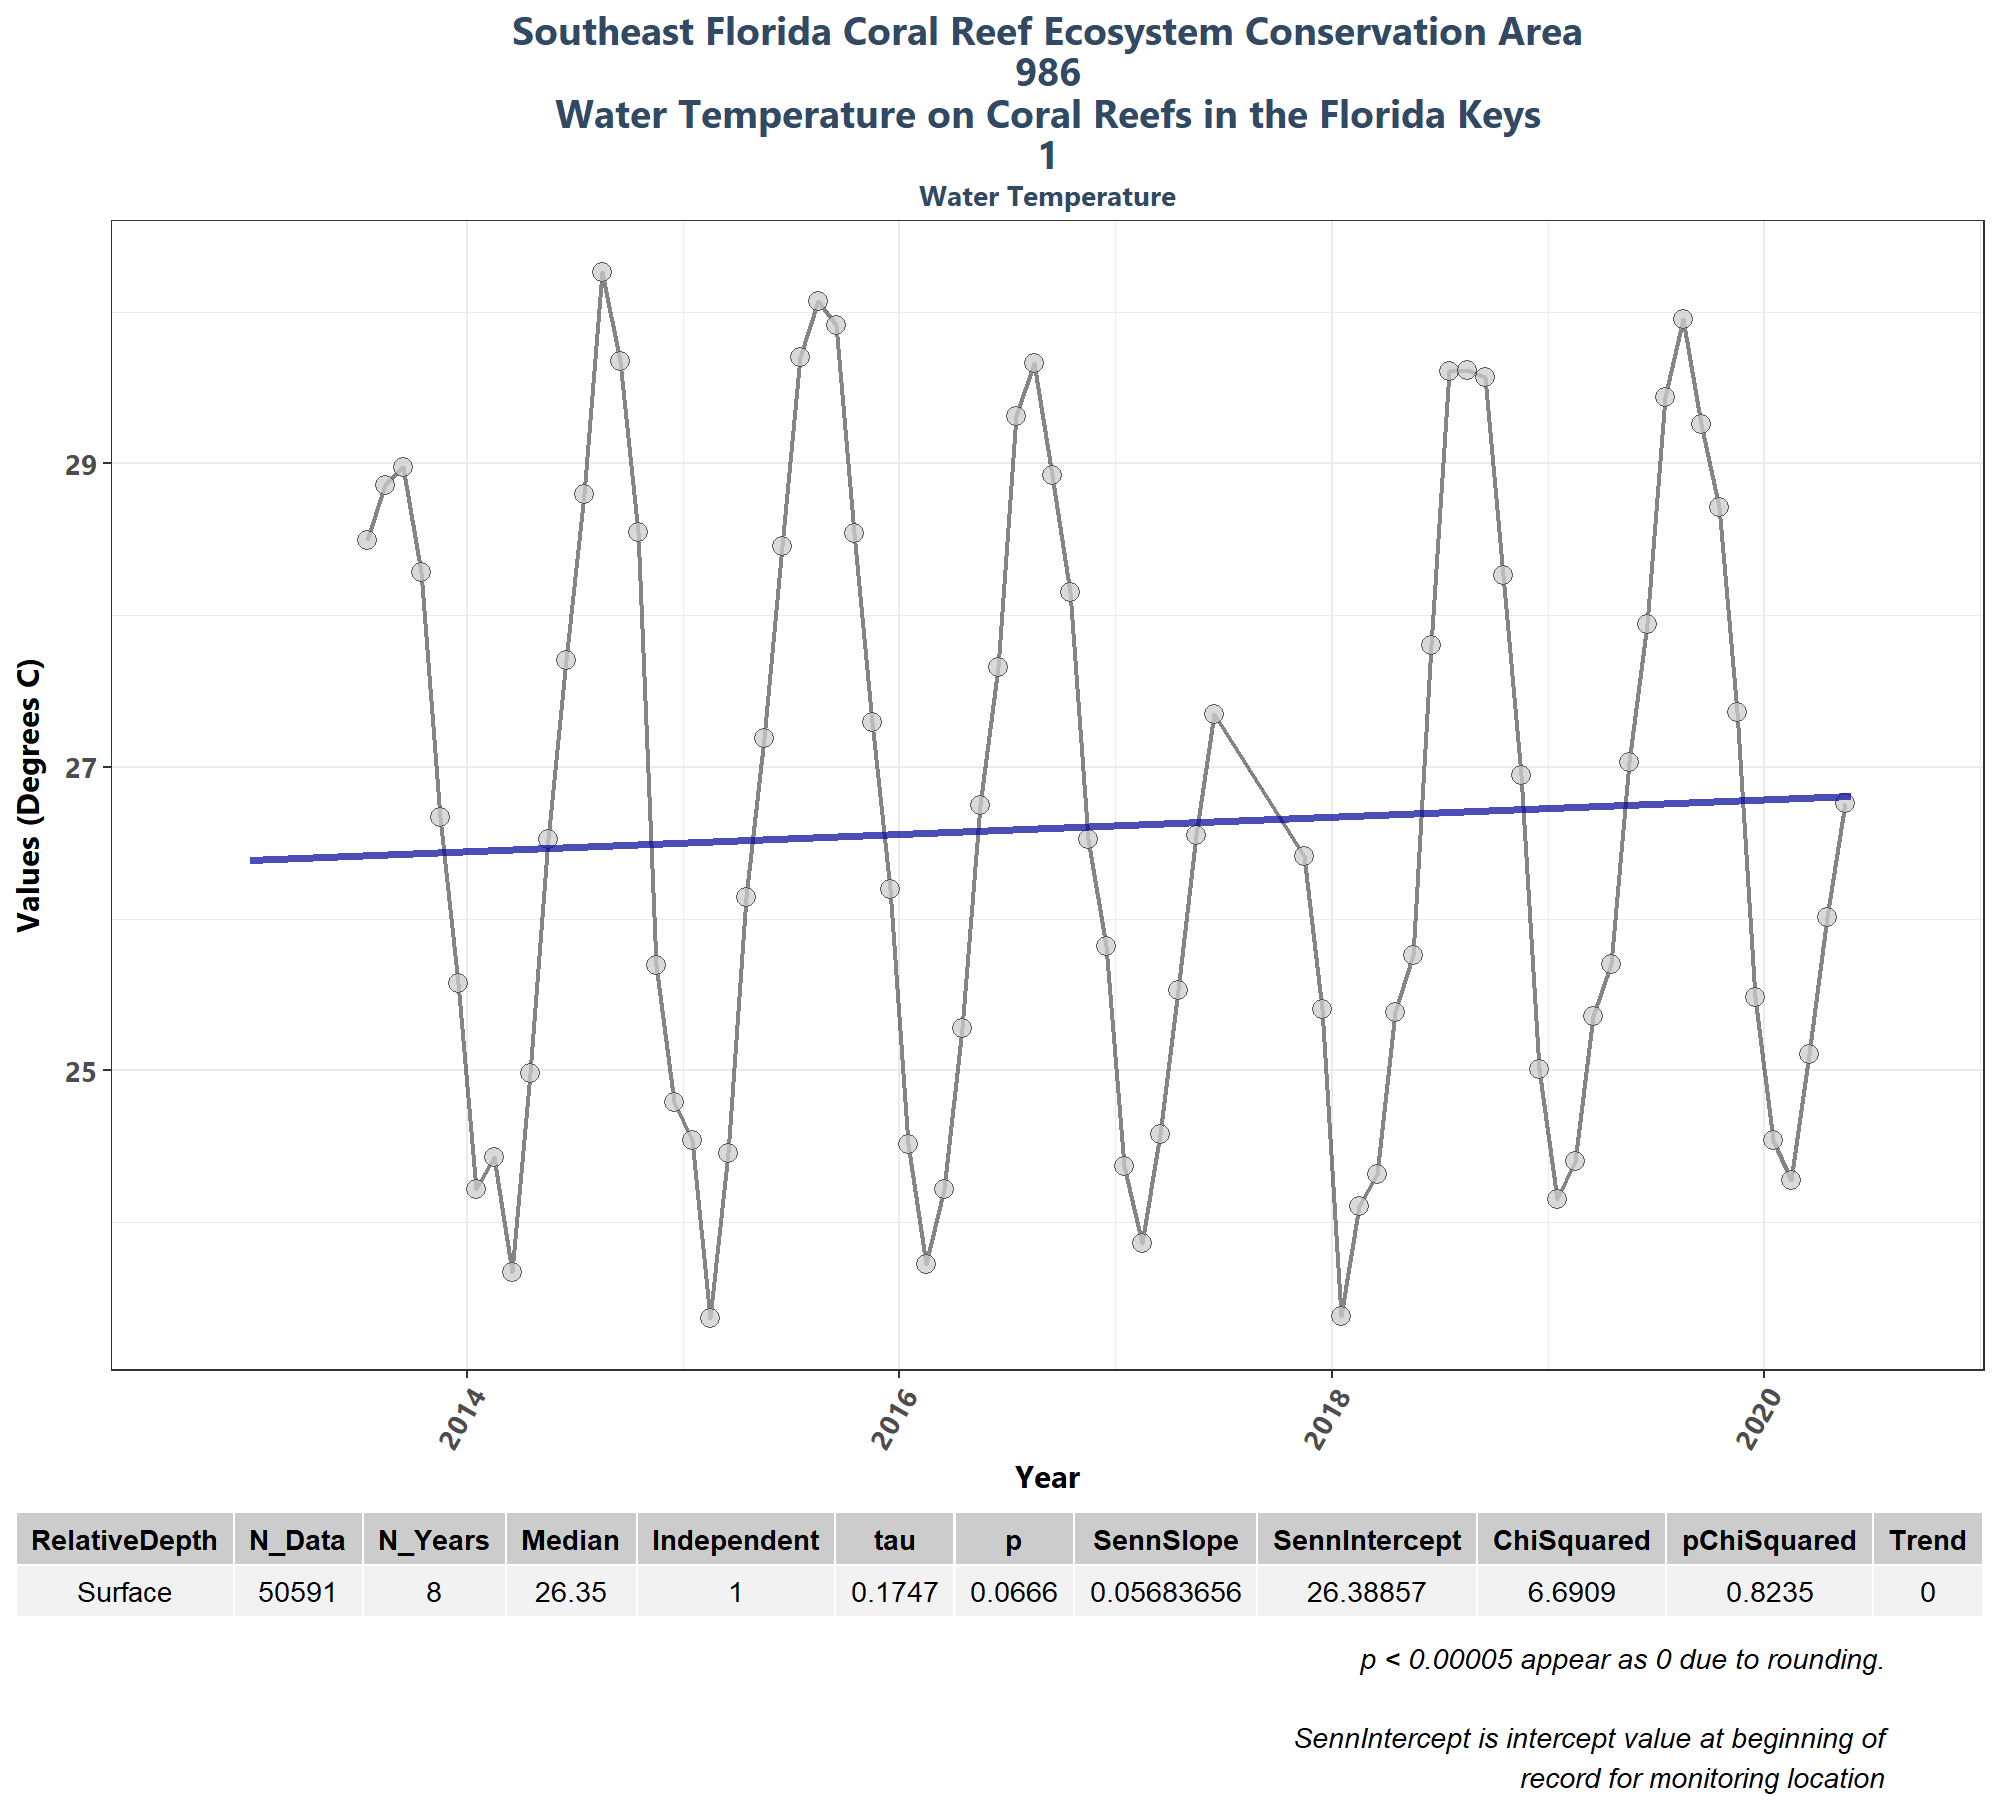 Southeast Florida Coral Reef Ecosystem Conservation Area
986
Water Temperature on Coral Reefs in the Florida Keys
1
Water Temperature
Values (Degrees C)
29
27
25
2014 2016 2018 2020
Year
RelativeDepth N_Data N_Years Median Independent tau p SennSlope SennIntercept ChiSquared pChiSquared Trend
Surface 50591 8 26.35 1 0.1747 0.0666 0.05683656 26.38857 6.6909 0.8235 0
p < 0.00005 appear as 0 due to rounding.
SennIntercept is intercept value at beginning of
record for monitoring location